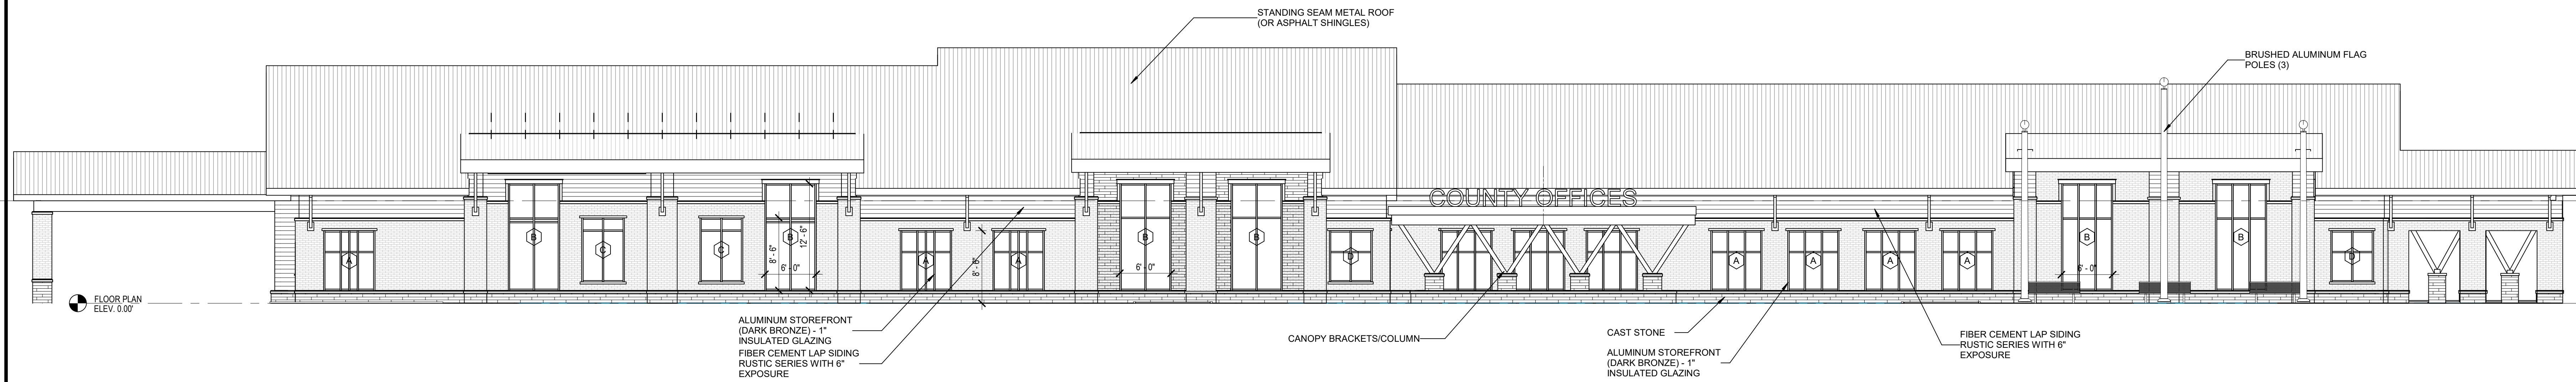 STANDING SEAM METAL ROOF
(OR ASPHALT SHINGLES)
BRUSHED ALUMINUM FLAG
POLES (3)
COUNTY OFFICES
A
B
C
C
B
8' - 6"
6' - 0"
12' - 6"
A
A
8' - 6"
B
6' - 0"
B
D
A
A
A
A
B
6' - 0"
B
D
FLOOR PLAN
ELEV. 0.00'
ALUMINUM STOREFRONT
(DARK BRONZE) - 1"
INSULATED GLAZING
FIBER CEMENT LAP SIDING
RUSTIC SERIES WITH 6"
EXPOSURE
CANOPY BRACKETS/COLUMN
CAST STONE
ALUMINUM STOREFRONT
(DARK BRONZE) - 1"
INSULATED GLAZING
FIBER CEMENT LAP SIDING
RUSTIC SERIES WITH 6"
EXPOSURE